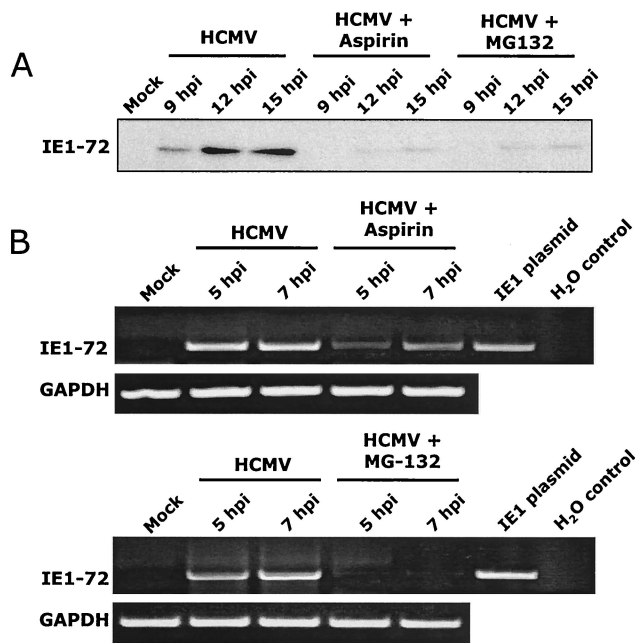 A
HCMV
HCMV +
Aspirin
HCMV +
MG132
Mock
9 hpi
12 hpi
15 hpi
9 hpi
12 hpi
15 hpi
9 hpi
12 hpi
15 hpi
IE1-72
B
HCMV
HCMV +
Aspirin
Mock
5 hpi
7 hpi
5 hpi
7 hpi
IE1 plasmid
H₂O control
IE1-72
GAPDH
HCMV
HCMV +
MG-132
Mock
5 hpi
7 hpi
5 hpi
7 hpi
IE1 plasmid
H₂O control
IE1-72
GAPDH